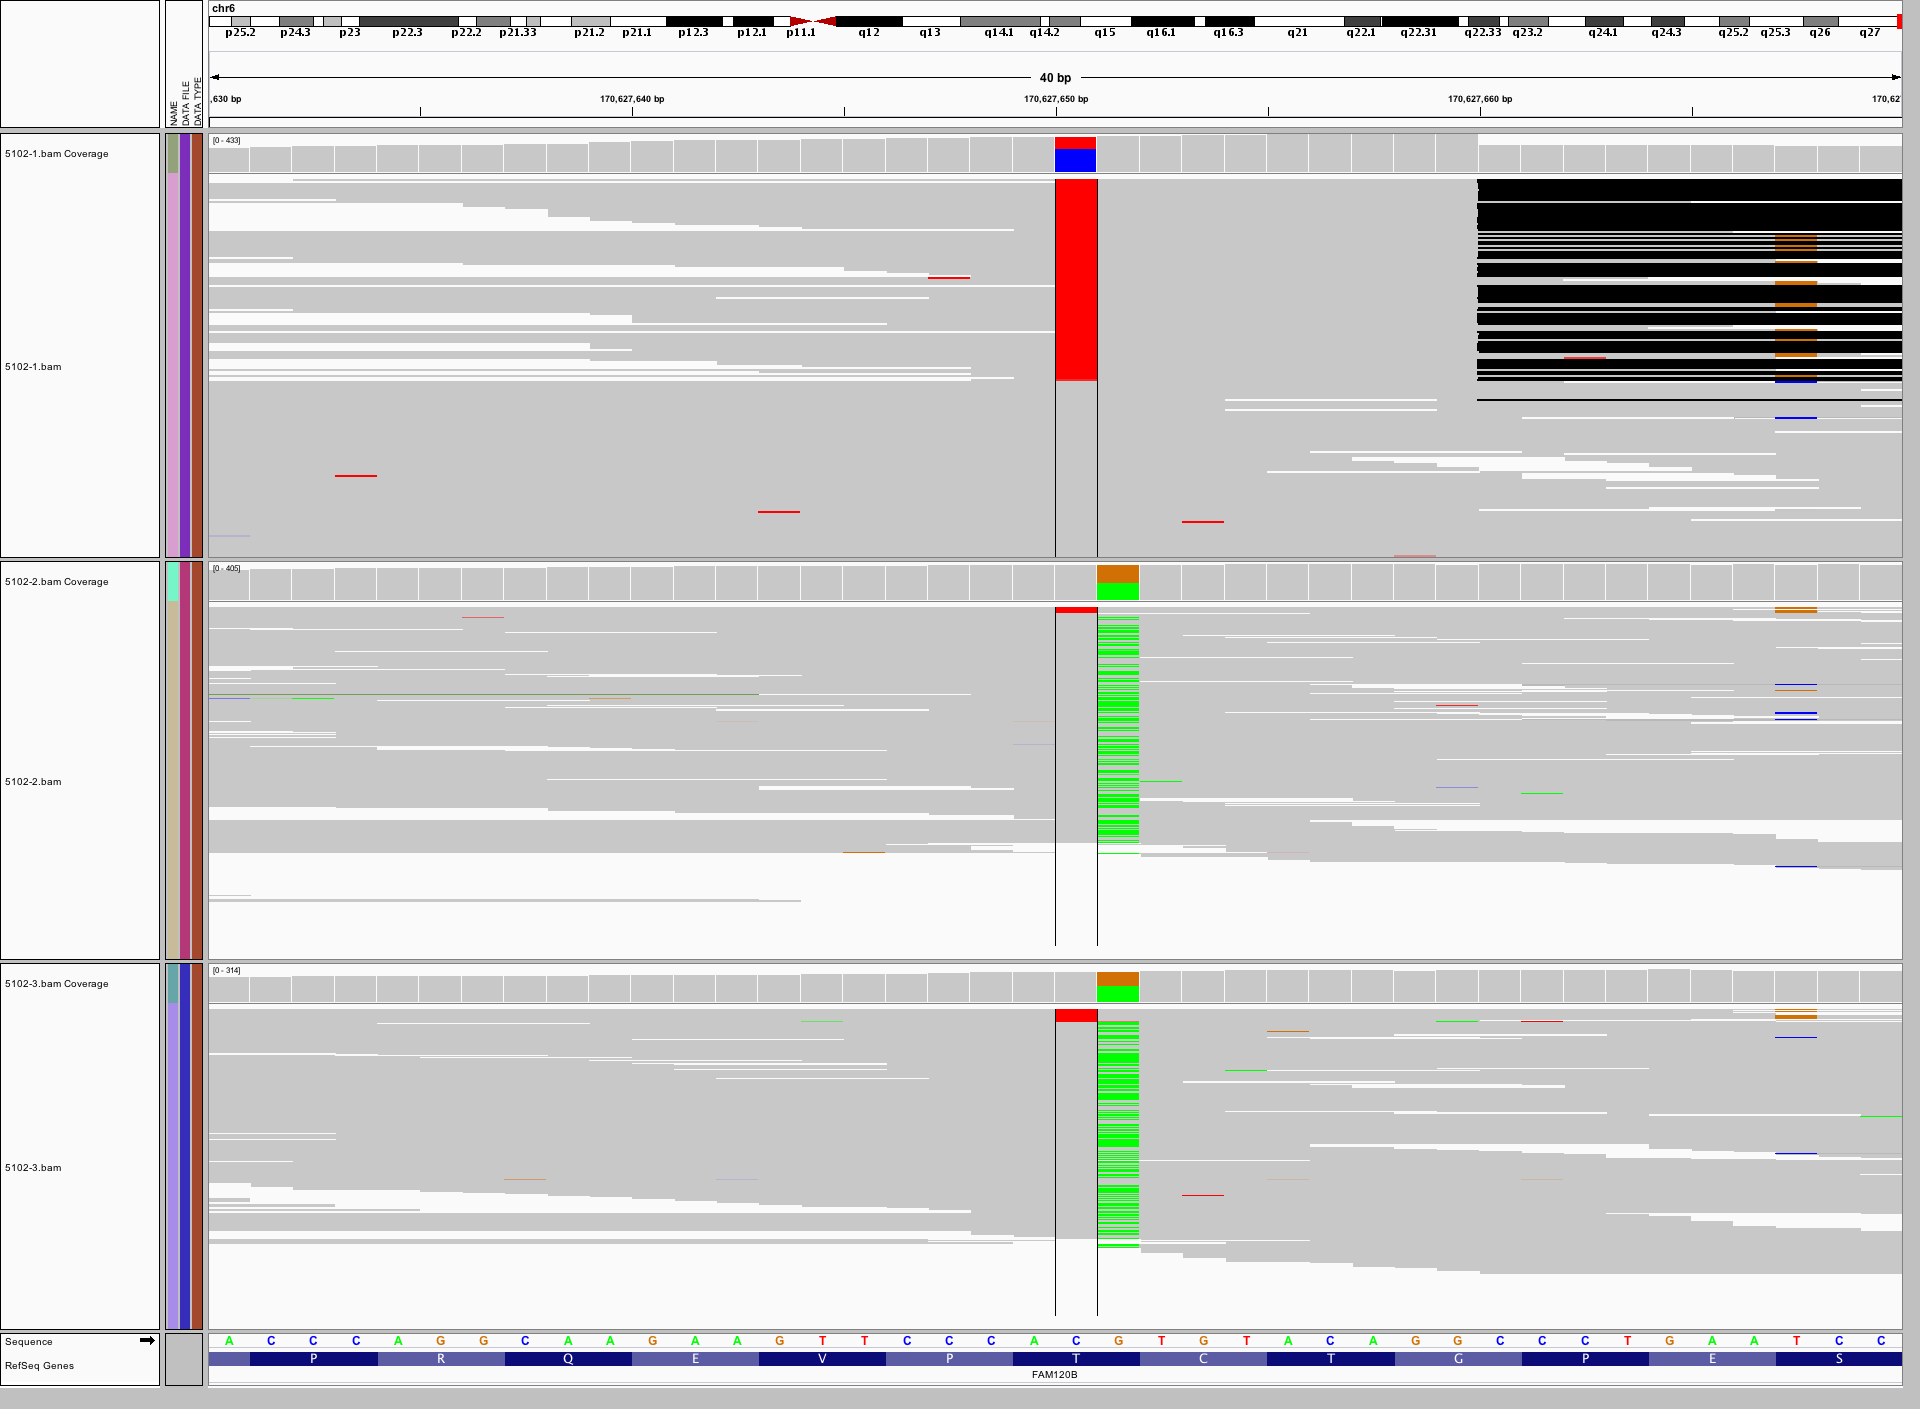 chr6
p25.2 p24.3 p23 p22.3 p22.2 p21.33 p21.2 p21.1 p12.3 p12.1 p11.1 q12 q13 q14.1 q14.2 q15 q16.1 q16.3 q21 q22.1 q22.31 q22.33 q23.2 q24.1 q24.3 q25.2 q25.3 q26 q27
40 bp
,630 bp 170,627,640 bp 170,627,650 bp 170,627,660 bp 170,627
NAME
DATA FILE
DATA TYPE
5102-1.bam Coverage
[0 - 433]
5102-1.bam
5102-2.bam Coverage
[0 - 405]
5102-2.bam
5102-3.bam Coverage
[0 - 314]
5102-3.bam
Sequence A C C C A G G C A A G A A G T T C C C A C G T G T A C A G G C C C T G A A T C C
RefSeq Genes P R Q E V P T C T G P E S
FAM120B